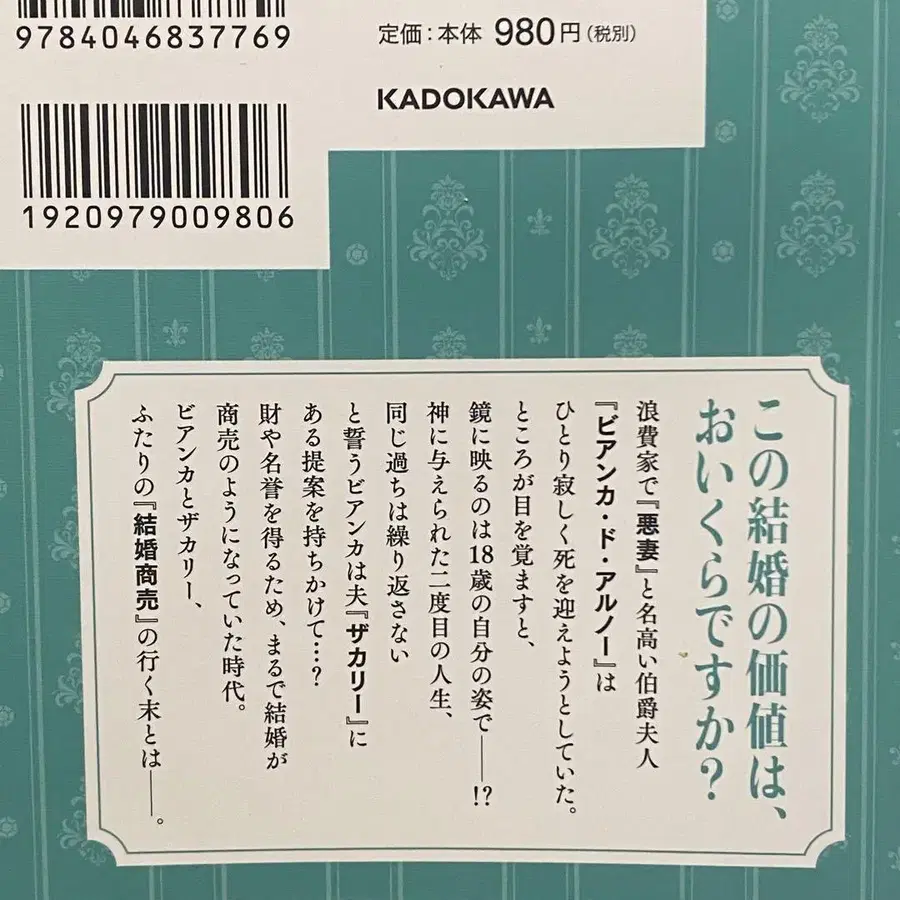 9784046837769
定価:本体 980円(税別)
KADOKAWA
1920979009806
この結婚の価値は、
おいくらですか?
浪費家で『悪妻』と名高い伯爵夫人
『ビアンカ・ド・アルノー』は
ひとり寂しく死を迎えようとしていた。
ところが目を覚ますと、
鏡に映るのは18歳の自分の姿で――!?
神に与えられた二度目の人生、
同じ過ちは繰り返さない
と誓うビアンカは夫『ザカリー』に
ある提案を持ちかけて…?
財や名誉を得るため、まるで結婚が
商売のようになっていた時代。
ビアンカとザカリー、
ふたりの『結婚商売』の行く末とは――。